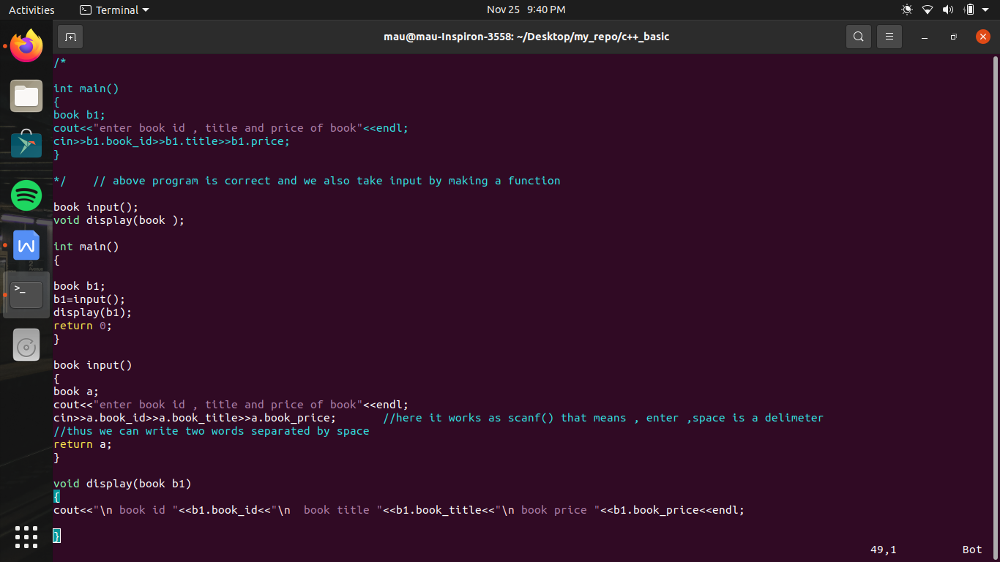 Activities Terminal Nov 25 9:40 PM
mau@mau-Inspiron-3558: ~/Desktop/my_repo/c++_basic
/*
int main()
{
book b1;
cout<<"enter book id , title and price of book"<<endl;
cin>>b1.book_id>>b1.title>>b1.price;
}
*/    // above program is correct and we also take input by making a function
book input();
void display(book );
int main()
{
book b1;
b1=input();
display(b1);
return 0;
}
book input()
{
book a;
cout<<"enter book id , title and price of book"<<endl;
cin>>a.book_id>>a.book_title>>a.book_price;       //here it works as scanf() that means , enter ,space is a delimeter
//thus we can write two words separated by space
return a;
}
void display(book b1)
{
cout<<"\n book id "<<b1.book_id<<"\n  book title "<<b1.book_title<<"\n book price "<<b1.book_price<<endl;
}
49,1          Bot